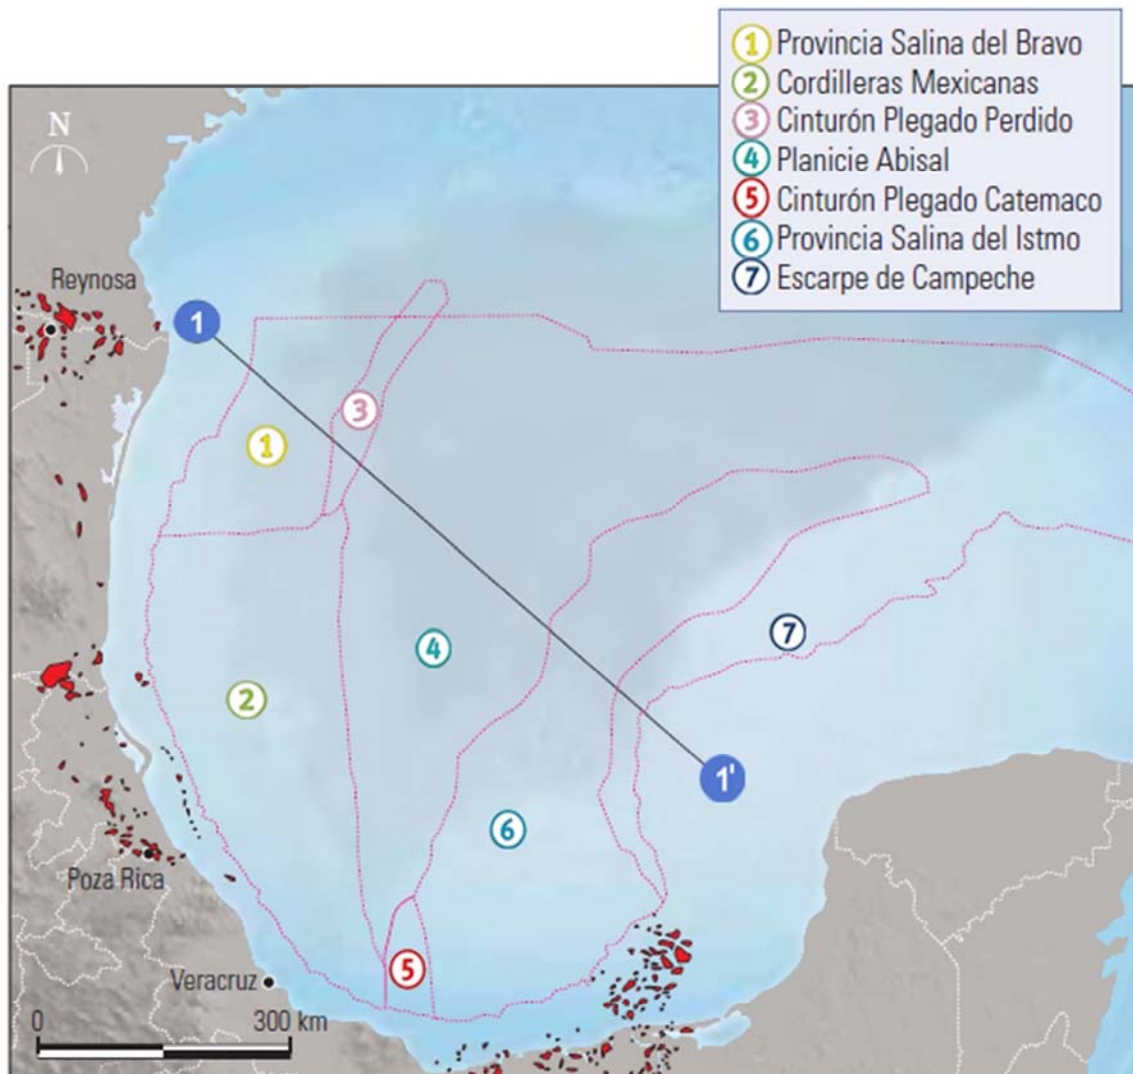 1 Provincia Salina del Bravo
2 Cordilleras Mexicanas
3 Cinturón Plegado Perdido
4 Planicie Abisal
5 Cinturón Plegado Catemaco
6 Provincia Salina del Istmo
7 Escarpe de Campeche
N
Reynosa
1
3
1
7
4
2
1'
6
Poza Rica
5
Veracruz
0 300 km